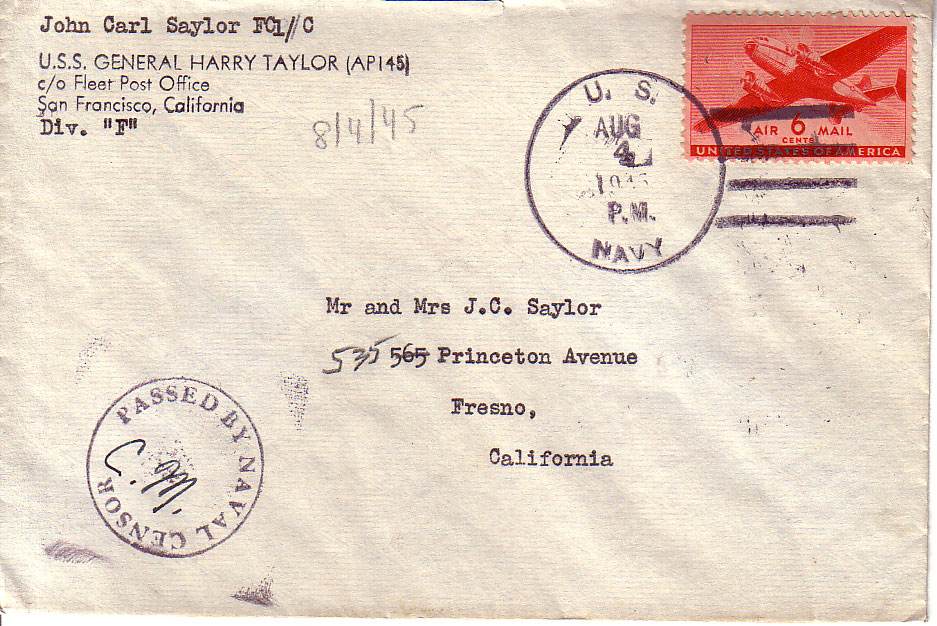 John Carl Saylor FC1//C
U.S.S. GENERAL HARRY TAYLOR (AP145)
c/o Fleet Post Office
San Francisco, California
Div. "F"
8/4/45
U. S.
AUG
4
1945
P.M.
NAVY
AIR 6 MAIL
CENTS
UNITED STATES OF AMERICA
Mr and Mrs J.C. Saylor
535 565 Princeton Avenue
Fresno,
California
PASSED BY NAVAL CENSOR